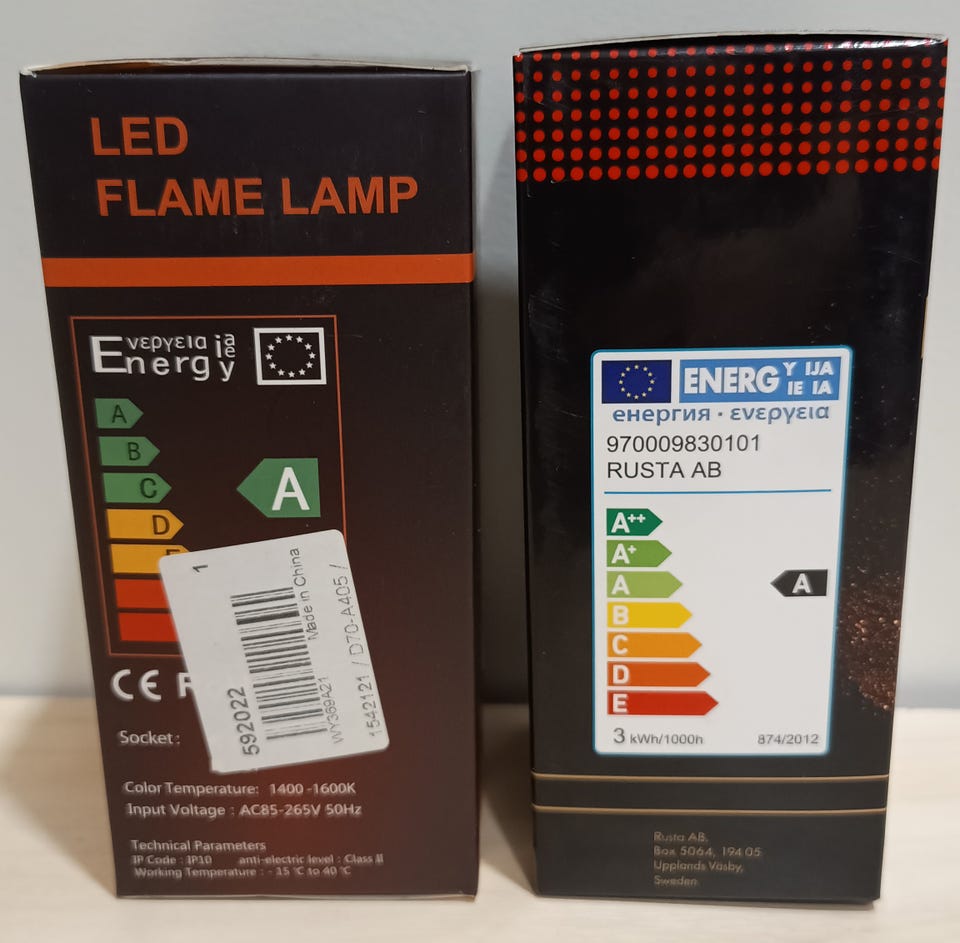 LED
FLAME LAMP
Energy
ενεργεια
ia
ie
A
B
C
D
E
A
1
592022
Made in China
WY369A21
1542121 / D70-A405 /
CE
Socket:
Color Temperature: 1400 -1600K
Input Voltage : AC85-265V 50Hz
Technical Parameters
IP Code : IP10 anti-electric level : Class II
Working Temperature : - 15 °C to 40 °C
ENERG Y IJA
IE IA
енергия · ενεργεια
970009830101
RUSTA AB
A++
A+
A
A
B
C
D
E
3 kWh/1000h 874/2012
Rusta AB,
Box 5064, 194 05
Upplands Väsby,
Sweden